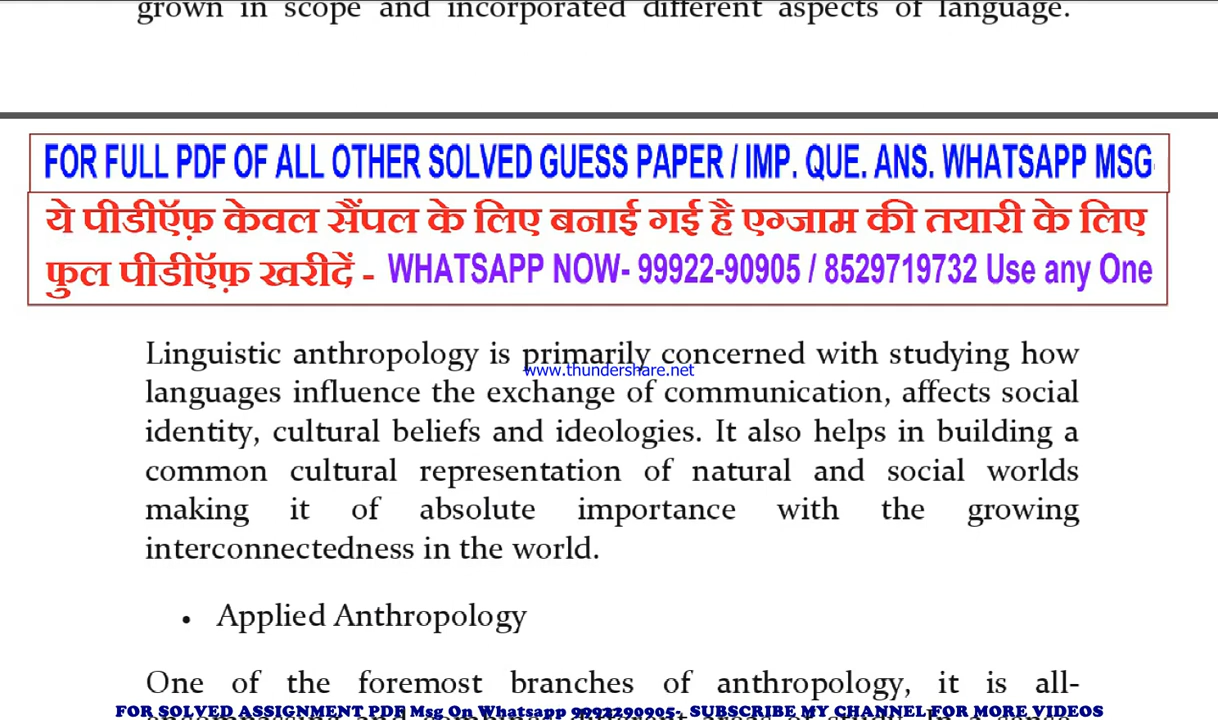 grown in scope and incorporated different aspects of language.
FOR FULL PDF OF ALL OTHER SOLVED GUESS PAPER / IMP. QUE. ANS. WHATSAPP MSG
ये पीडीऍफ़ केवल सैंपल के लिए बनाई गई है एग्जाम की तयारी के लिए
फुल पीडीऍफ़ खरीदें - WHATSAPP NOW- 99922-90905 / 8529719732 Use any One
Linguistic anthropology is primarily concerned with studying how
www.thundershare.net
languages influence the exchange of communication, affects social
identity, cultural beliefs and ideologies. It also helps in building a
common cultural representation of natural and social worlds
making it of absolute importance with the growing
interconnectedness in the world.
• Applied Anthropology
One of the foremost branches of anthropology, it is all-
FOR SOLVED ASSIGNMENT PDF Msg On Whatsapp 9992290905- SUBSCRIBE MY CHANNEL FOR MORE VIDEOS